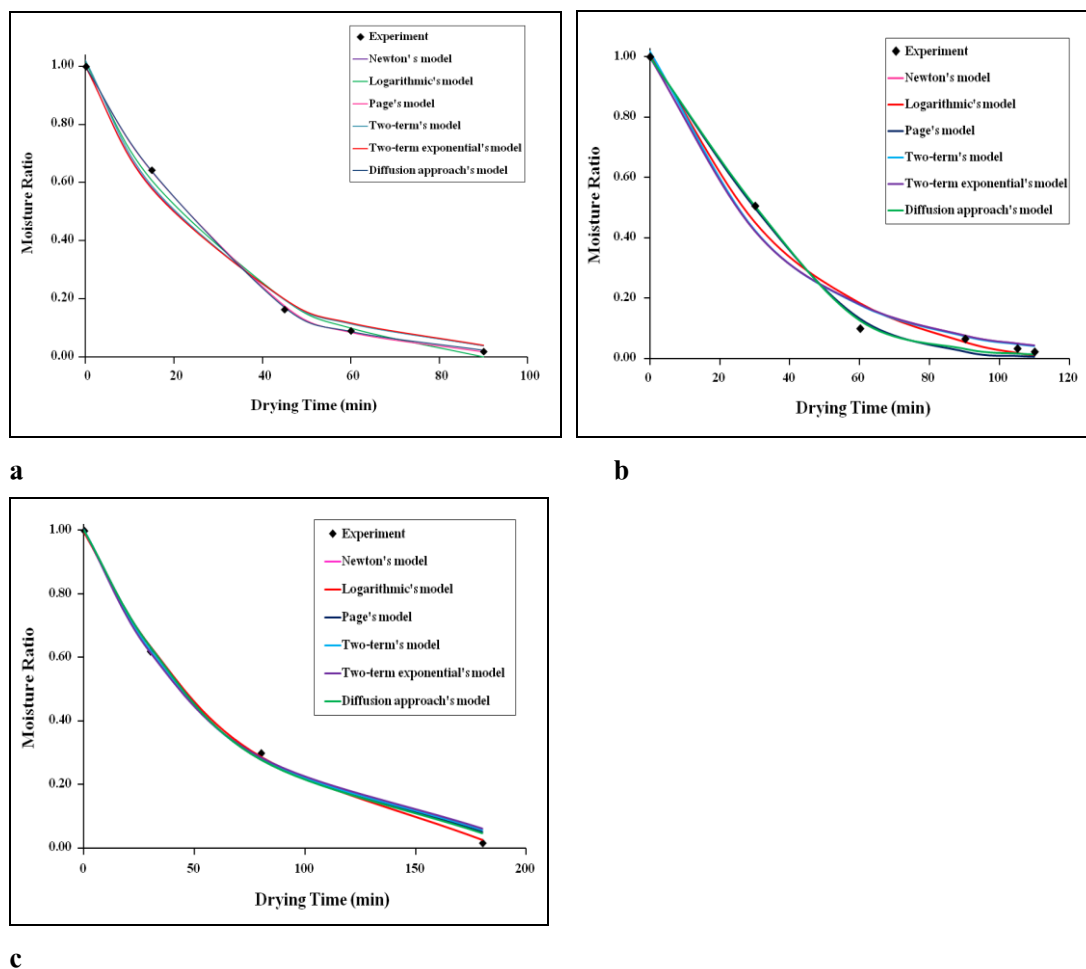 Experiment
Newton' s model
Logarithmic's model
Page's model
Two-term's model
Two-term exponential's model
Diffusion approach's model
1.00
0.80
0.60
0.40
0.20
0.00
Moisture Ratio
0
20
40
60
80
100
Drying Time (min)
a
Experiment
Newton's model
Logarithmic's model
Page's model
Two-term's model
Two-term exponential's model
Diffusion approach's model
1.00
0.80
0.60
0.40
0.20
0.00
Moisture Ratio
0
20
40
60
80
100
120
Drying Time (min)
b
Experiment
Newton's model
Logarithmic's model
Page's model
Two-term's model
Two-term exponential's model
Diffusion approach's model
1.00
0.80
0.60
0.40
0.20
0.00
Moisture Ratio
0
50
100
150
200
Drying Time (min)
c